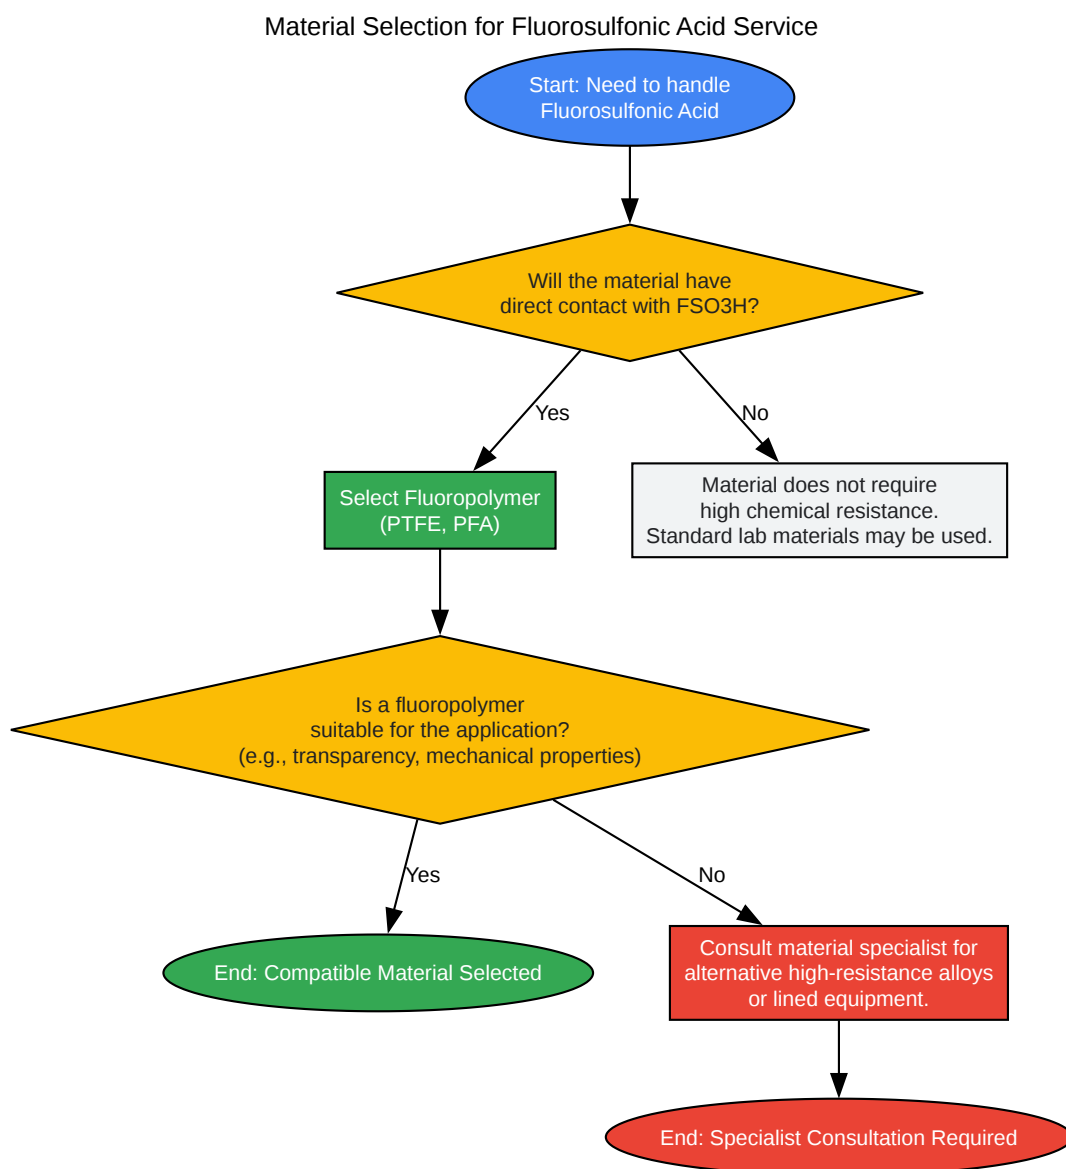 Material Selection for Fluorosulfonic Acid Service
Start: Need to handle
Fluorosulfonic Acid
Will the material have
direct contact with FSO3H?
Yes
No
Select Fluoropolymer
(PTFE, PFA)
Material does not require
high chemical resistance.
Standard lab materials may be used.
Is a fluoropolymer
suitable for the application?
(e.g., transparency, mechanical properties)
Yes
No
End: Compatible Material Selected
Consult material specialist for
alternative high-resistance alloys
or lined equipment.
End: Specialist Consultation Required